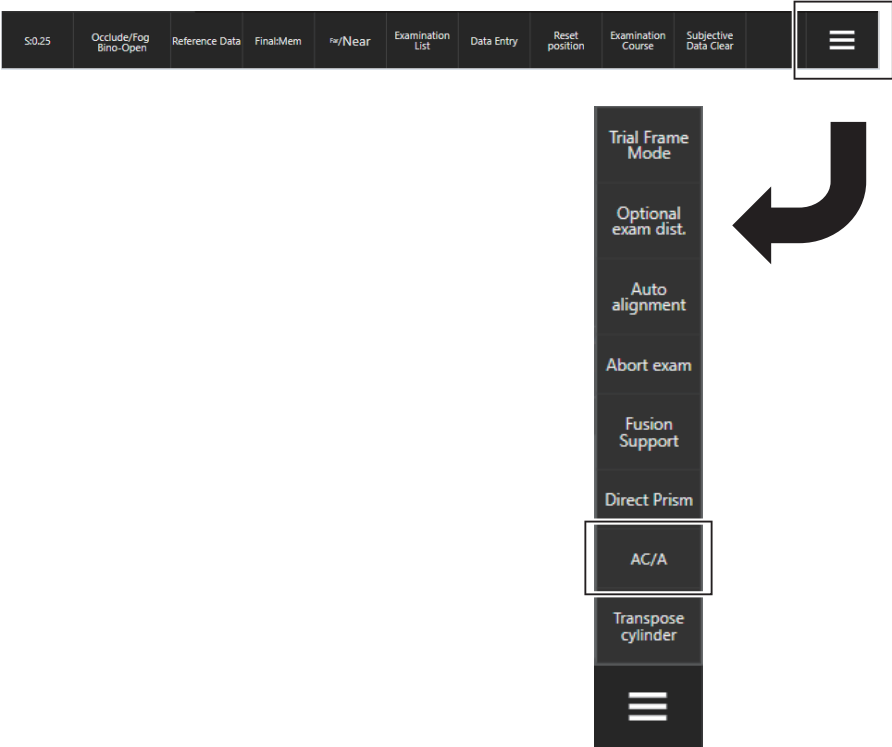 S:0.25
Occlude/Fog
Bino-Open
Reference Data
Final:Mem
Far/Near
Examination
List
Data Entry
Reset
position
Examination
Course
Subjective
Data Clear
Trial Frame
Mode
Optional
exam dist.
Auto
alignment
Abort exam
Fusion
Support
Direct Prism
AC/A
Transpose
cylinder